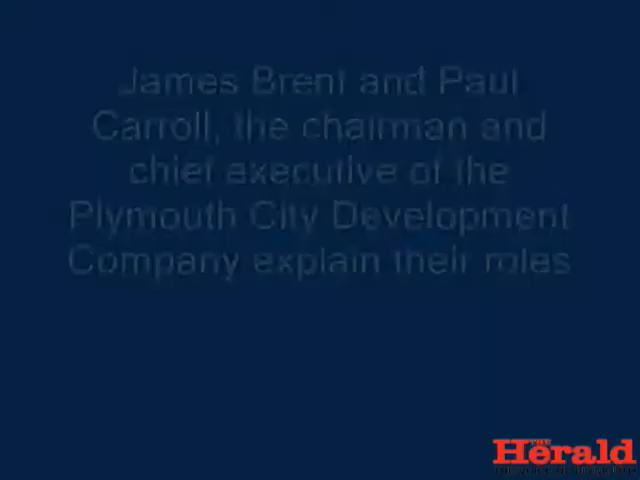 James Brent and Paul
Carroll, the chairman and
chief executive of the
Plymouth City Development
Company explain their roles
THE
Herald